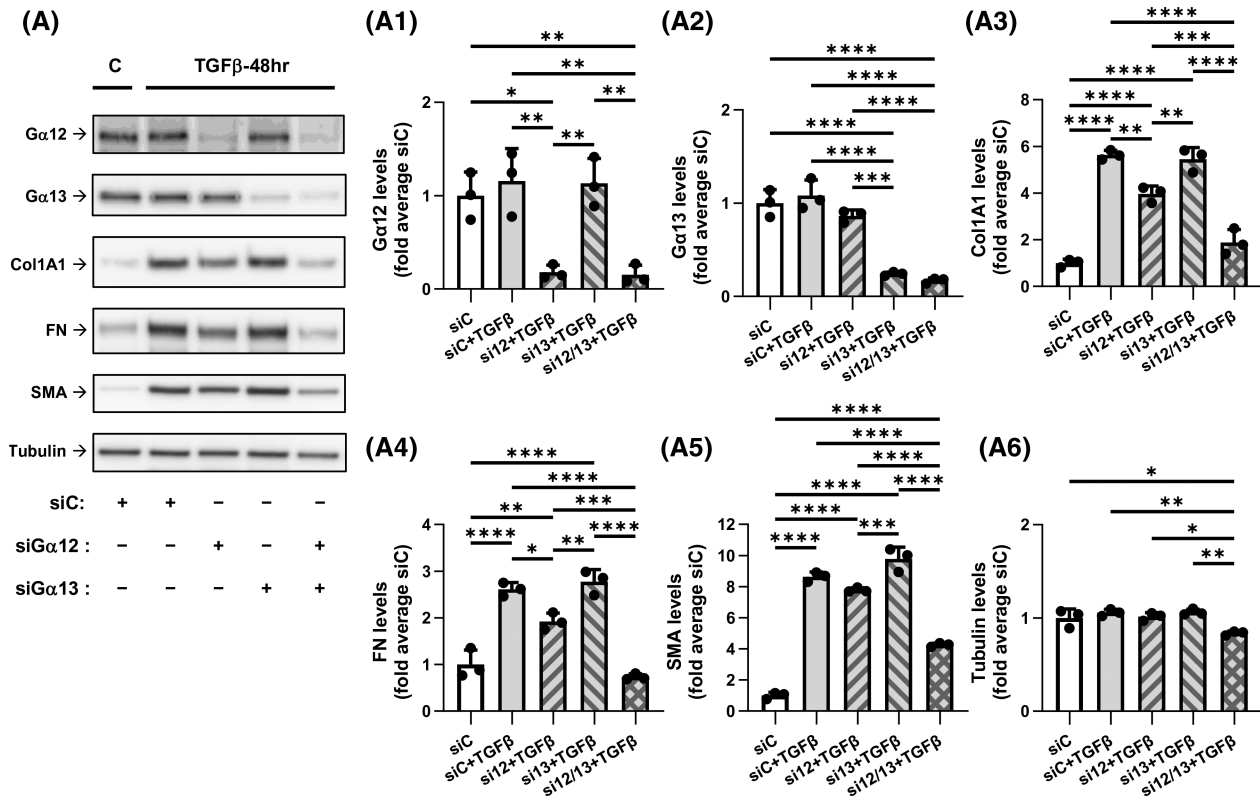 (A)
C TGFβ-48hr
Gα12 →
Gα13 →
Col1A1 →
FN →
SMA →
Tubulin →
siC: + + – – –
siGα12 : – – + – +
siGα13 : – – – + +
(A1)
**
**
* **
** **
2
1
0
Gα12 levels
(fold average siC)
siC
siC+TGFβ
si12+TGFβ
si13+TGFβ
si12/13+TGFβ
(A2)
****
****
****
****
****
***
2
1
0
Gα13 levels
(fold average siC)
siC
siC+TGFβ
si12+TGFβ
si13+TGFβ
si12/13+TGFβ
(A3)
****
***
****
****
****
**
**** **
8
6
4
2
0
Col1A1 levels
(fold average siC)
siC
siC+TGFβ
si12+TGFβ
si13+TGFβ
si12/13+TGFβ
(A4)
****
****
***
**
****
****
* **
4
3
2
1
0
FN levels
(fold average siC)
siC
siC+TGFβ
si12+TGFβ
si13+TGFβ
si12/13+TGFβ
(A5)
****
****
****
****
****
****
***
****
12
10
8
6
4
2
0
SMA levels
(fold average siC)
siC
siC+TGFβ
si12+TGFβ
si13+TGFβ
si12/13+TGFβ
(A6)
*
**
*
**
2
1
0
Tubulin levels
(fold average siC)
siC
siC+TGFβ
si12+TGFβ
si13+TGFβ
si12/13+TGFβ